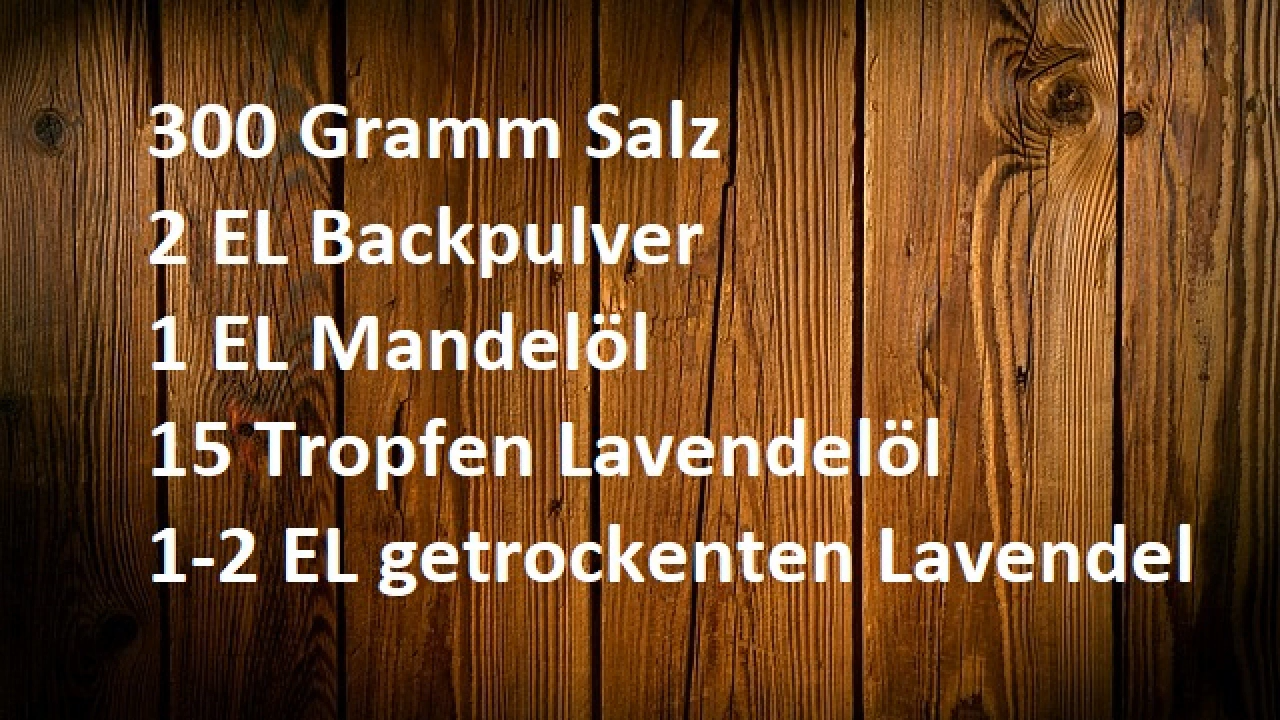 300 Gramm Salz
2 EL Backpulver
1 EL Mandelöl
15 Tropfen Lavendelöl
1-2 EL getrockenten Lavendel